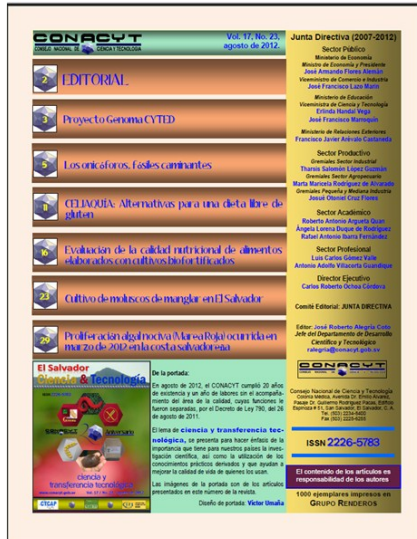 CONACYT
CONSEJO NACIONAL DE CIENCIA Y TECNOLOGIA
Vol. 17, No. 23,
agosto de 2012.
2
EDITORIAL
3
Proyecto Genoma CYTED
5
Los onicóforos, fósiles caminantes
11
CELIAQUÍA: Alternativas para una dieta libre de
gluten
16
Evaluación de la calidad nutricional de alimentos
elaborados con cultivos biofortificados
23
Cultivo de moluscos de manglar en El Salvador
29
Proliferación algal nociva (Marea Roja) ocurrida en
marzo de 2012 en la costa salvadoreña
El Salvador
Ciencia & Tecnología
ciencia y
transferencia tecnológica
De la portada:
En agosto de 2012, el CONACYT cumplió 20 años
de existencia y un año de labores sin el acompaña-
miento del área de la calidad, cuyas funciones le
fueron separadas, por el Decreto de Ley 790, del 26
de agosto de 2011.
El lema de ciencia y transferencia tec-
nológica, se presenta para hacer énfasis de la
importancia que tiene para nuestros países la inves-
tigación científica, así como la utilización de los
conocimientos prácticos derivados y que ayudan a
mejorar la calidad de vida de quienes los usan.
Las imágenes de la portada son de los artículos
presentados en este número de la revista.
Diseño de portada: Víctor Umaña
Junta Directiva (2007-2012)
Sector Público
Ministerio de Economía
Ministro de Economía y Presidente
José Armando Flores Alemán
Viceministro de Comercio e Industria
José Francisco Lazo Marín
Ministerio de Educación
Viceministra de Ciencia y Tecnología
Erlinda Handal Vega
José Francisco Marroquín
Ministerio de Relaciones Exteriores
Francisco Javier Arévalo Castaneda
Sector Productivo
Gremiales Sector Industrial
Tharsis Salomón López Guzmán
Gremiales Sector Agropecuario
Marta Maricela Rodríguez de Alvarado
Gremiales Pequeña y Mediana Industria
Josué Otoniel Cruz Flores
Sector Académico
Roberto Antonio Argueta Quan
Ángela Lorena Duque de Rodríguez
Rafael Antonio Ibarra Fernández
Sector Profesional
Luis Carlos Gómez Valle
Antonio Adolfo Villacorta Guandique
Director Ejecutivo
Carlos Roberto Ochoa Córdova
Comité Editorial: JUNTA DIRECTIVA
Editor: José Roberto Alegría Coto
Jefe del Departamento de Desarrollo
Científico y Tecnológico
ralegria@conacyt.gob.sv
CONACYT
Consejo Nacional de Ciencia y Tecnología
Colonia Médica, Avenida Dr. Emilio Alvarez,
Pasaje Dr. Guillermo Rodríguez Pacas, Edificio
Espinoza # 51, San Salvador, El Salvador, C. A.
ISSN 2226-5783
El contenido de los artículos es
responsabilidad de los autores
1000 ejemplares impresos en
GRUPO RENDEROS